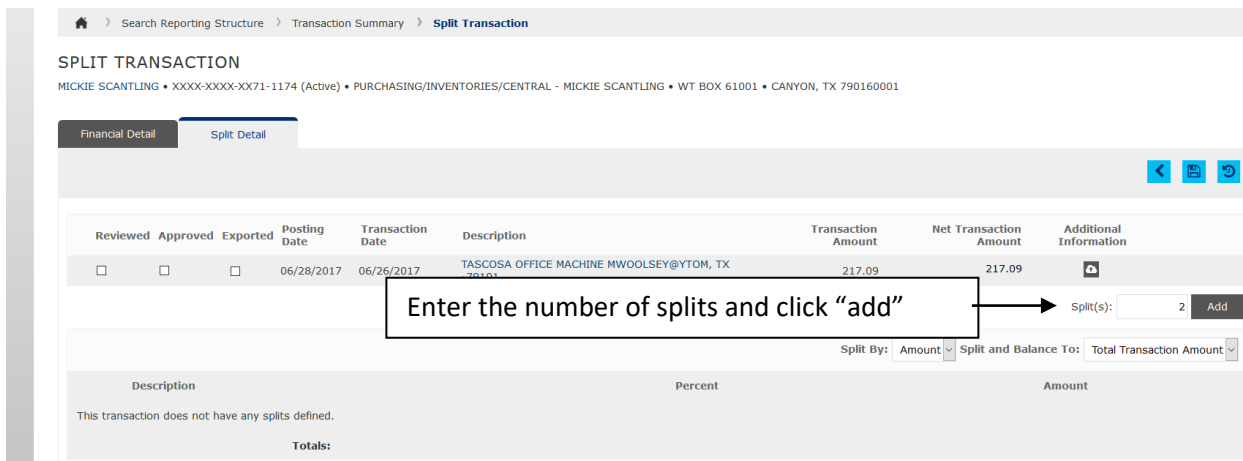 Search Reporting Structure > Transaction Summary > Split Transaction
SPLIT TRANSACTION
MICKIE SCANTLING • XXXX-XXXX-XX71-1174 (Active) • PURCHASING/INVENTORIES/CENTRAL - MICKIE SCANTLING • WT BOX 61001 • CANYON, TX 790160001
Financial Detail Split Detail
Reviewed Approved Exported Posting Date Transaction Date Description Transaction Amount Net Transaction Amount Additional Information
06/28/2017 06/26/2017 TASCOSA OFFICE MACHINE MWOOLSEY@YTOM, TX 217.09 217.09
Enter the number of splits and click “add”
Split(s): 2 Add
Split By: Amount Split and Balance To: Total Transaction Amount
Description Percent Amount
This transaction does not have any splits defined.
Totals: